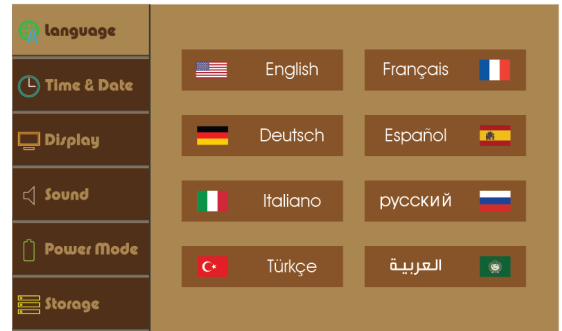 Language
Time & Date
Display
Sound
Power Mode
Storage
English
Français
Deutsch
Español
Italiano
русский
Türkçe
العربية